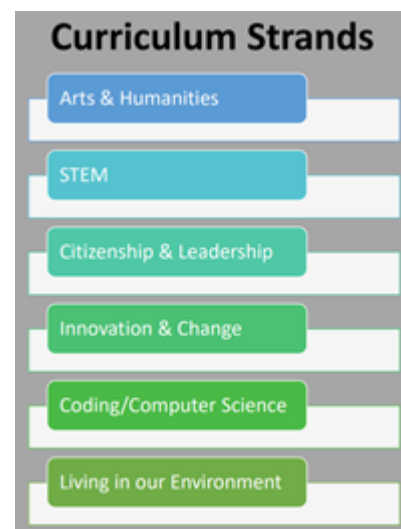 Curriculum Strands
Arts & Humanities
STEM
Citizenship & Leadership
Innovation & Change
Coding/Computer Science
Living in our Environment